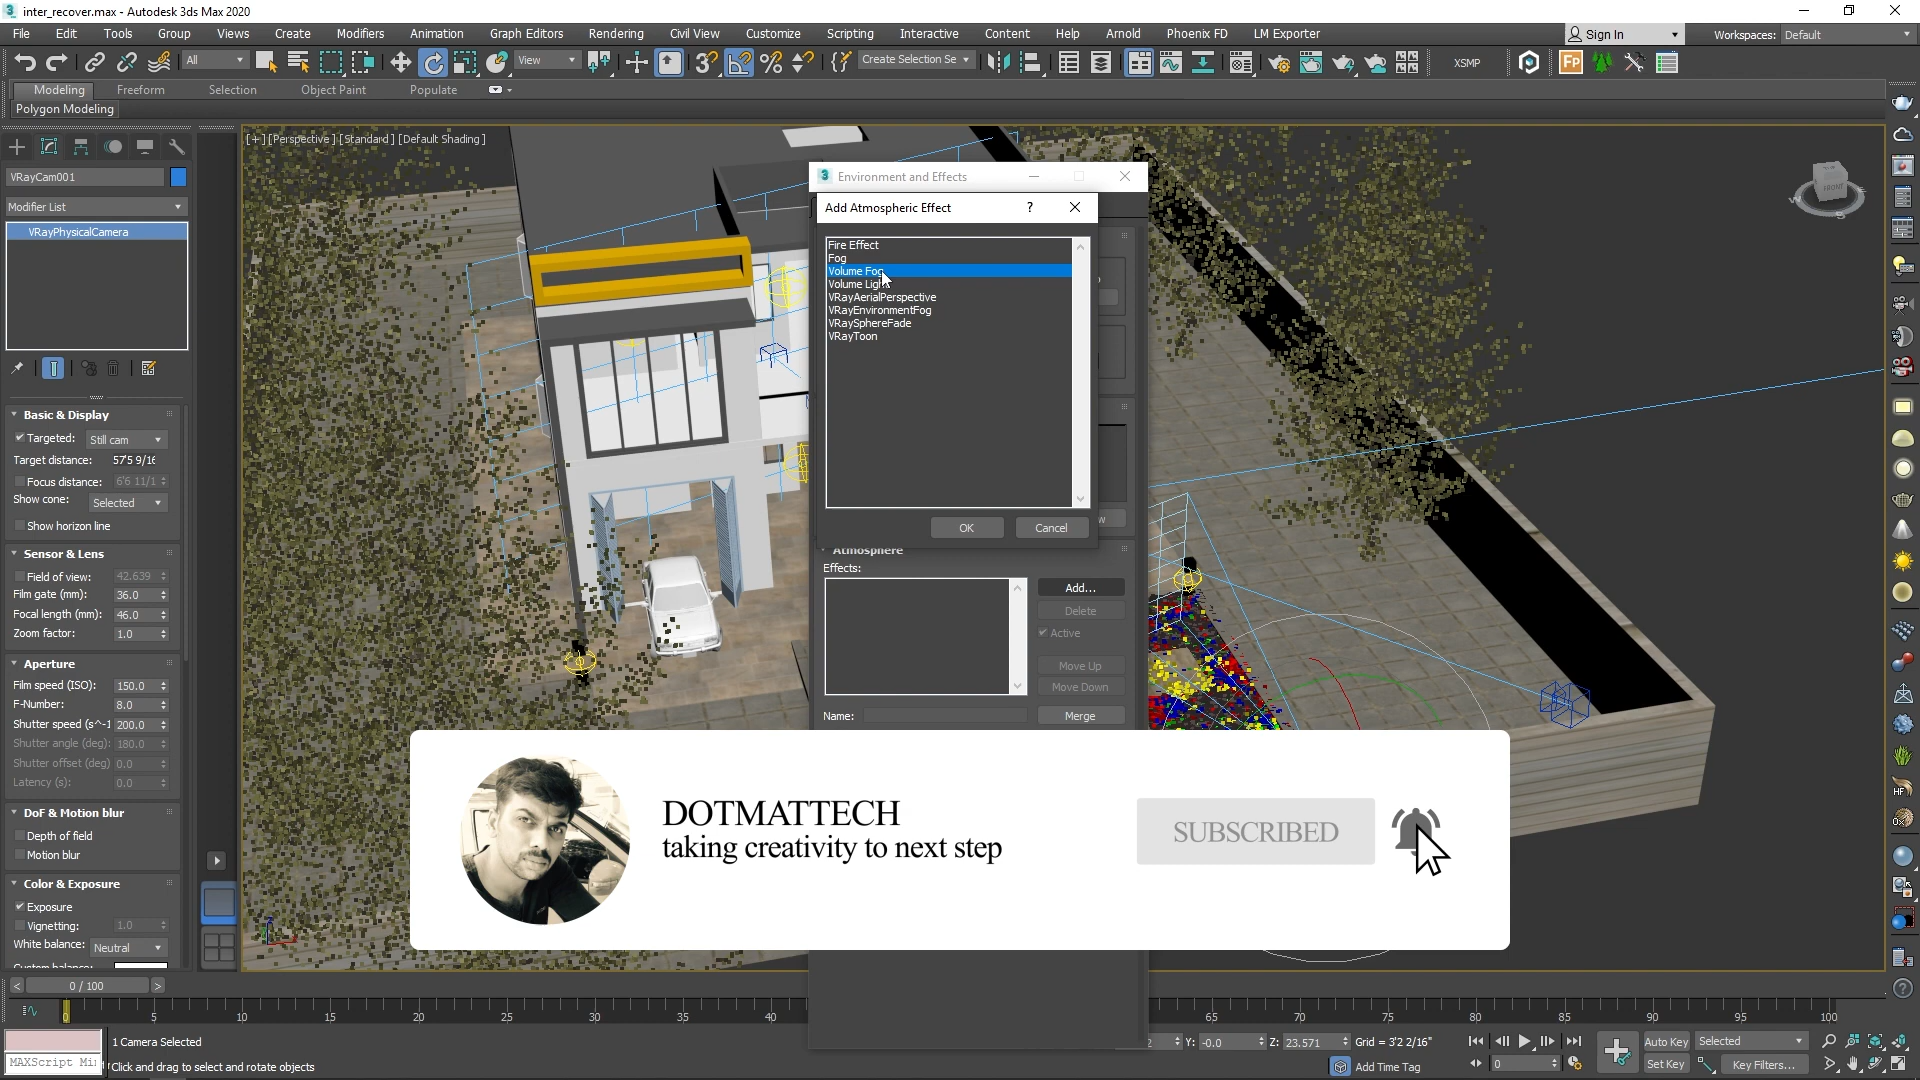 inter_recover.max - Autodesk 3ds Max 2020
File Edit Tools Group Views Create Modifiers Animation Graph Editors Rendering Civil View Customize Scripting Interactive Content Help Arnold Phoenix FD LM Exporter
Sign In
Workspaces: Default
All
View
Create Selection Se
XSMP
Modeling Freeform Selection Object Paint Populate
Polygon Modeling
[+] [Perspective] [Standard] [Default Shading]
VRayCam001
Modifier List
VRayPhysicalCamera
Basic & Display
Targeted: Still cam
Target distance: 57'5 9/16
Focus distance: 6'6 11/1
Show cone: Selected
Show horizon line
Sensor & Lens
Field of view: 42.639
Film gate (mm): 36.0
Focal length (mm): 46.0
Zoom factor: 1.0
Aperture
Film speed (ISO): 150.0
F-Number: 8.0
Shutter speed (s^-1 200.0
Shutter angle (deg): 180.0
Shutter offset (deg) 0.0
Latency (s): 0.0
DoF & Motion blur
Depth of field
Motion blur
Color & Exposure
Exposure
Vignetting: 1.0
White balance: Neutral
Custom balance:
Environment and Effects
Add Atmospheric Effect
?
Fire Effect
Fog
Volume Fog
Volume Light
VRayAerialPerspective
VRayEnvironmentFog
VRaySphereFade
VRayToon
OK Cancel
Atmosphere
Effects:
Add...
Delete
Active
Move Up
Move Down
Name:
Merge
FRONT
DOTMATTECH
taking creativity to next step
SUBSCRIBED
< 0 / 100 >
0 5 10 15 20 25 30 35 40 65 70 75 80 85 90 95 100
1 Camera Selected
MAXScript Mi
Click and drag to select and rotate objects
Y: -0.0 Z: 23.571 Grid = 3'2 2/16"
Add Time Tag
0
Auto Key Selected
Set Key Key Filters...